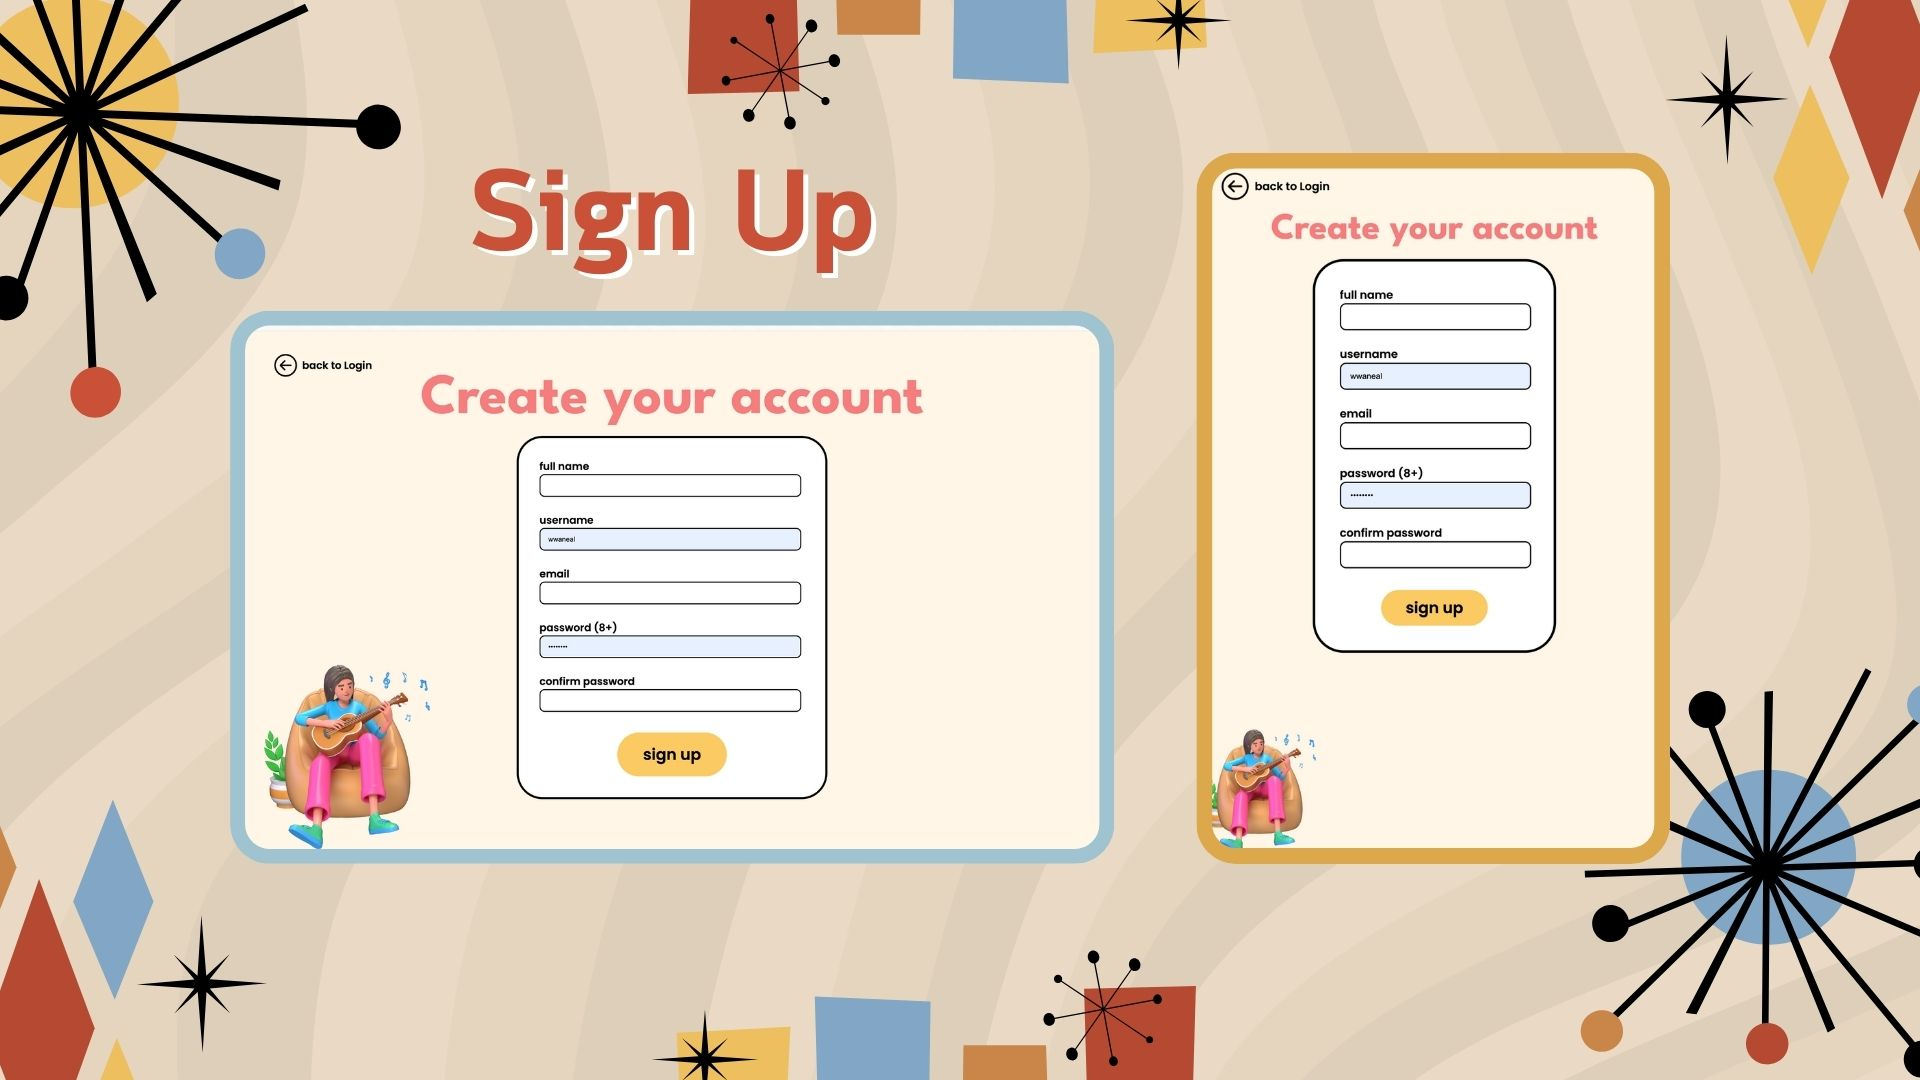 Sign Up
back to Login
Create your account
full name
username
wwaneal
email
password (8+)
••••••••
confirm password
sign up
back to Login
Create your account
full name
username
wwaneal
email
password (8+)
••••••••
confirm password
sign up